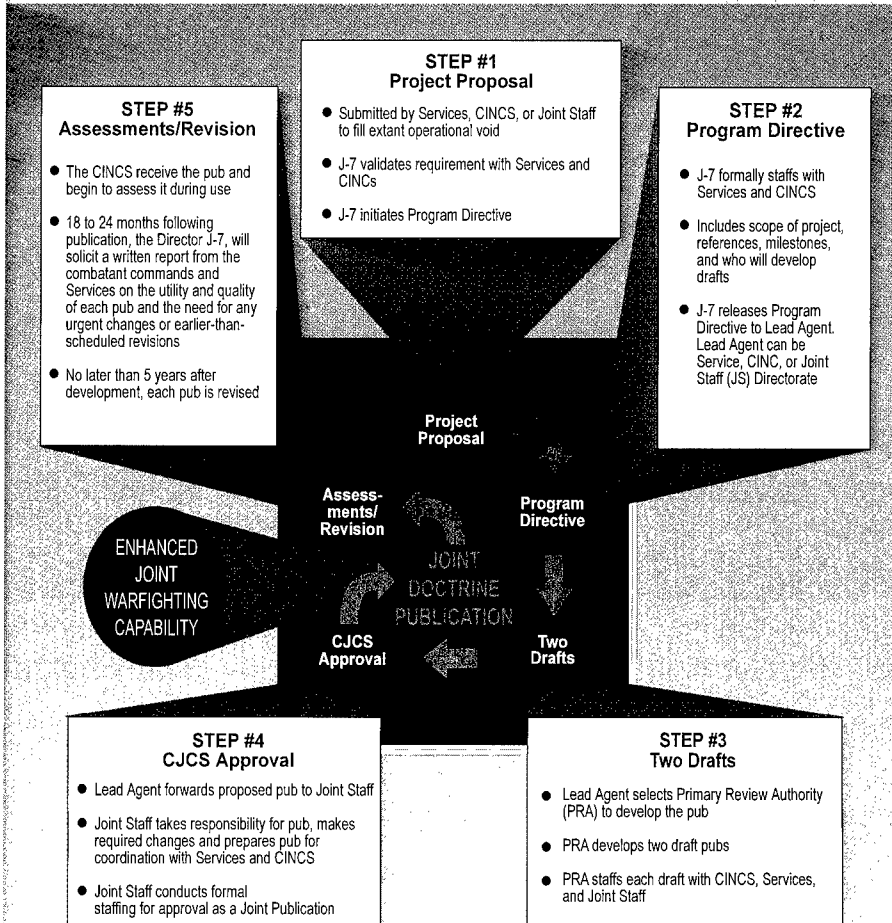 STEP #1
Project Proposal
● Submitted by Services, CINCS, or Joint Staff
to fill extant operational void
● J-7 validates requirement with Services and
CINCs
● J-7 initiates Program Directive
STEP #2
Program Directive
● J-7 formally staffs with
Services and CINCS
● Includes scope of project,
references, milestones,
and who will develop
drafts
● J-7 releases Program
Directive to Lead Agent.
Lead Agent can be
Service, CINC, or Joint
Staff (JS) Directorate
STEP #3
Two Drafts
● Lead Agent selects Primary Review Authority
(PRA) to develop the pub
● PRA develops two draft pubs
● PRA staffs each draft with CINCS, Services,
and Joint Staff
STEP #4
CJCS Approval
● Lead Agent forwards proposed pub to Joint Staff
● Joint Staff takes responsibility for pub, makes
required changes and prepares pub for
coordination with Services and CINCS
● Joint Staff conducts formal
staffing for approval as a Joint Publication
STEP #5
Assessments/Revision
● The CINCS receive the pub and
begin to assess it during use
● 18 to 24 months following
publication, the Director J-7, will
solicit a written report from the
combatant commands and
Services on the utility and quality
of each pub and the need for any
urgent changes or earlier-than-
scheduled revisions
● No later than 5 years after
development, each pub is revised
Project
Proposal
Program
Directive
Two
Drafts
CJCS
Approval
Assess-
ments/
Revision
JOINT
DOCTRINE
PUBLICATION
ENHANCED
JOINT
WARFIGHTING
CAPABILITY